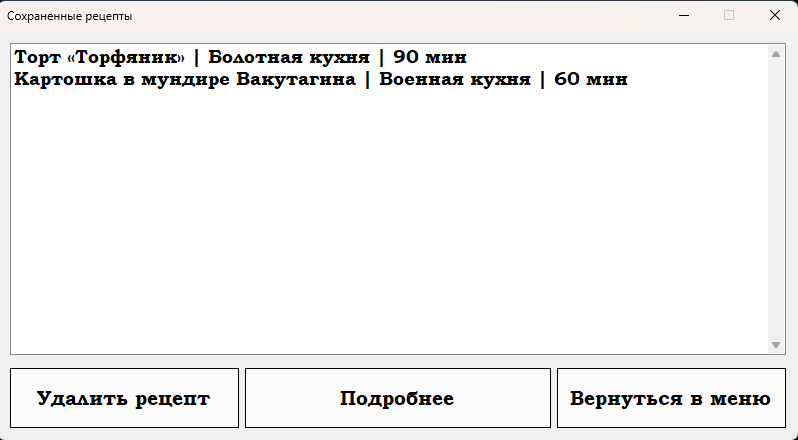 Сохраненные рецепты
Торт «Торфяник» | Болотная кухня | 90 мин
Картошка в мундире Вакутагина | Военная кухня | 60 мин
Удалить рецепт
Подробнее
Вернуться в меню